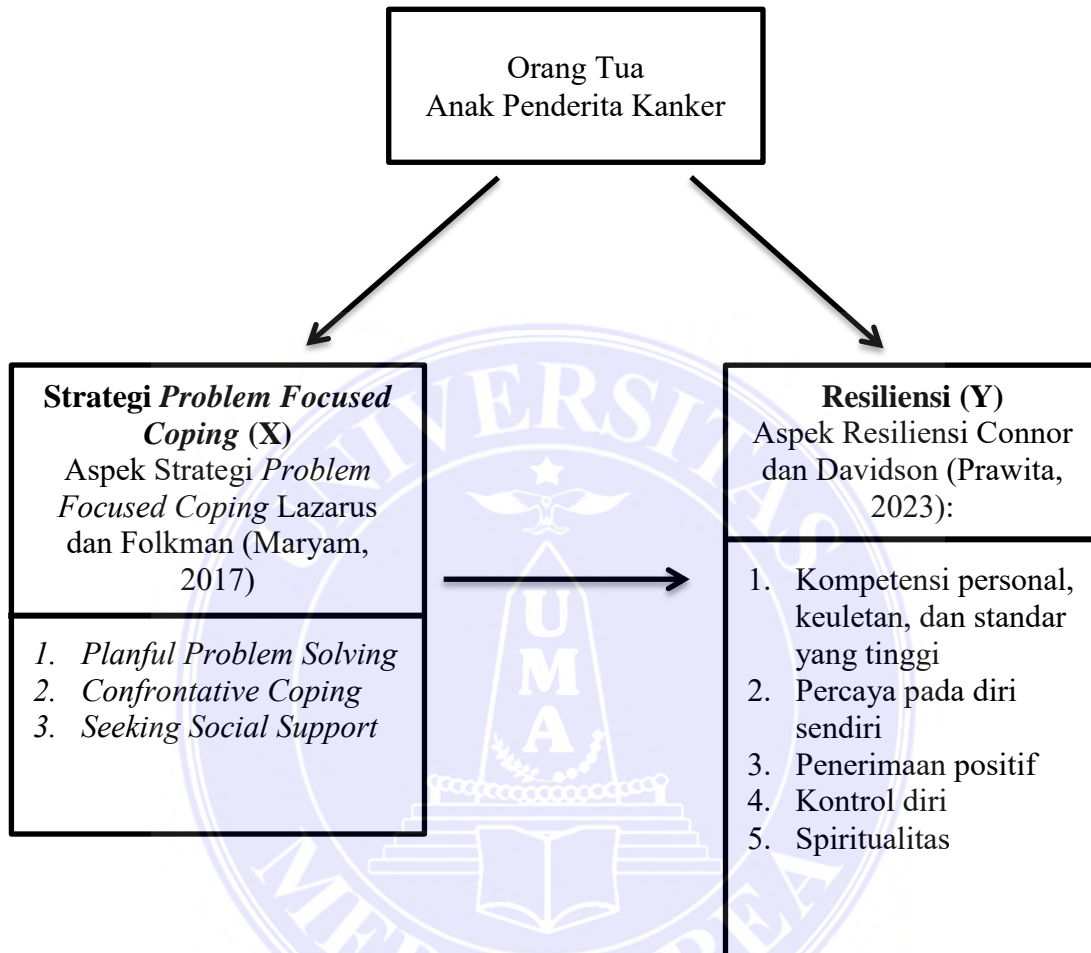 Orang Tua
Anak Penderita Kanker
Strategi Problem Focused
Coping (X)
Aspek Strategi Problem
Focused Coping Lazarus
dan Folkman (Maryam,
2017)
1. Planful Problem Solving
2. Confrontative Coping
3. Seeking Social Support
Resiliensi (Y)
Aspek Resiliensi Connor
dan Davidson (Prawita,
2023):
1. Kompetensi personal,
keuletan, dan standar
yang tinggi
2. Percaya pada diri
sendiri
3. Penerimaan positif
4. Kontrol diri
5. Spiritualitas
UNIVERSITAS
UMA